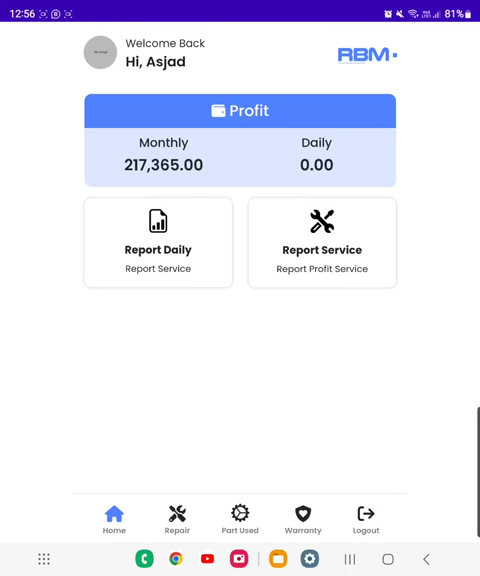 12:56
81%
Welcome Back
Hi, Asjad
RBM
Profit
Monthly
Daily
217,365.00
0.00
Report Daily
Report Service
Report Service
Report Profit Service
Home
Repair
Part Used
Warranty
Logout